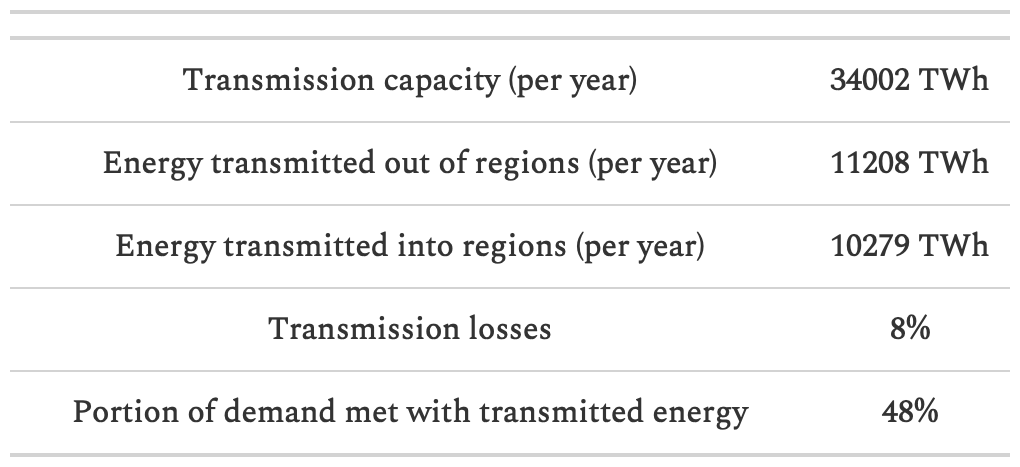 Transmission capacity (per year) 34002 TWh
Energy transmitted out of regions (per year) 11208 TWh
Energy transmitted into regions (per year) 10279 TWh
Transmission losses 8%
Portion of demand met with transmitted energy 48%